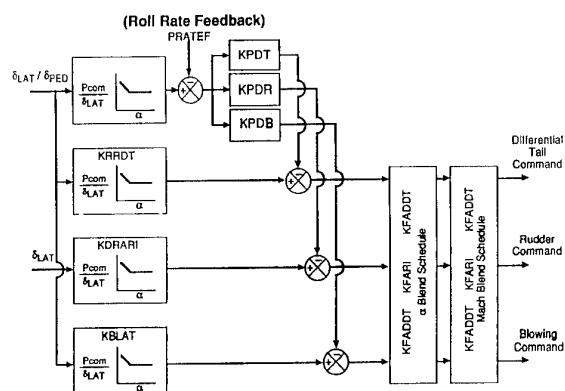 (Roll Rate Feedback)
PRATEF
δLAT / δPED
Pcom
δLAT
α
KPDT
KPDR
KPDB
KRRDT
Pcom
δLAT
α
δLAT
KDRARI
Pcom
δLAT
α
KBLAT
Pcom
δLAT
α
KFADDT KFARI KFADDT
α Blend Schedule
KFADDT KFARI KFADDT
Mach Blend Schedule
Differential
Tail
Command
Rudder
Command
Blowing
Command